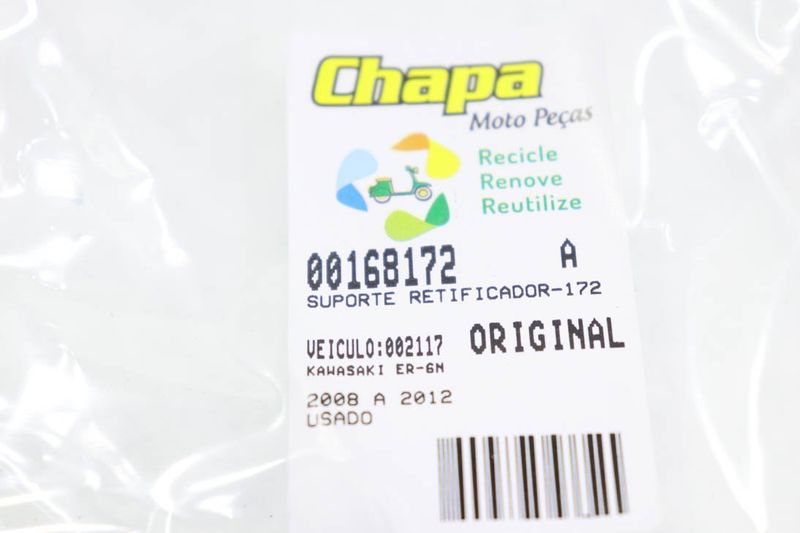 Chapa
Moto Peças
Recicle
Renove
Reutilize
00168172 A
SUPORTE RETIFICADOR-172
VEICULO:002117 ORIGINAL
KAWASAKI ER-6N
2008 A 2012
USADO